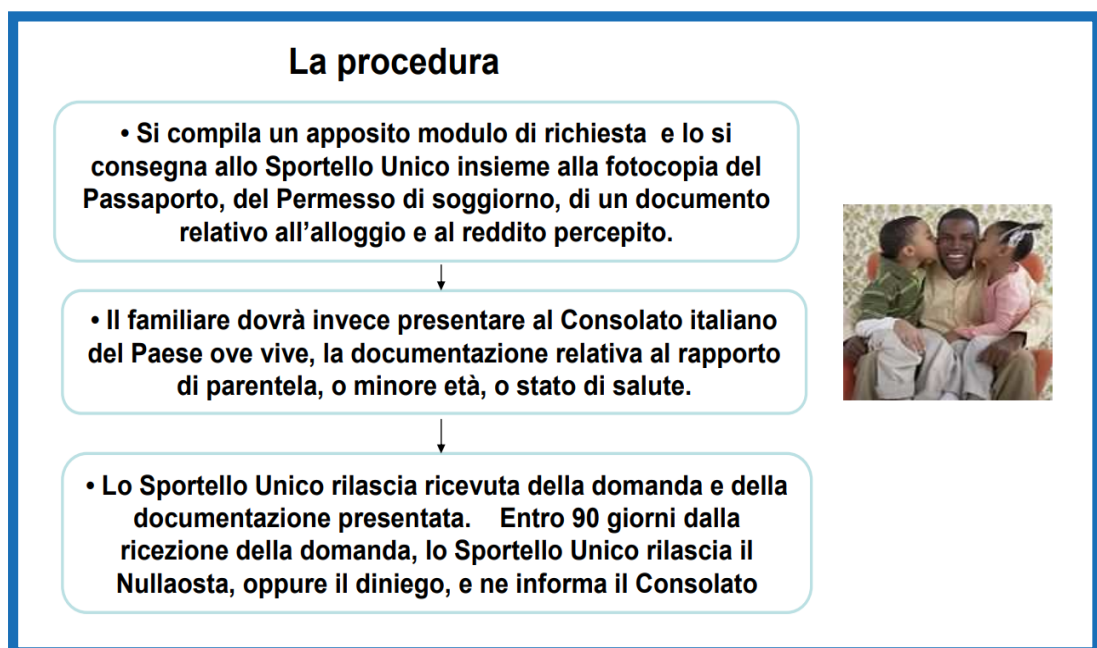 La procedura
• Si compila un apposito modulo di richiesta e lo si
consegna allo Sportello Unico insieme alla fotocopia del
Passaporto, del Permesso di soggiorno, di un documento
relativo all’alloggio e al reddito percepito.
• Il familiare dovrà invece presentare al Consolato italiano
del Paese ove vive, la documentazione relativa al rapporto
di parentela, o minore età, o stato di salute.
• Lo Sportello Unico rilascia ricevuta della domanda e della
documentazione presentata. Entro 90 giorni dalla
ricezione della domanda, lo Sportello Unico rilascia il
Nullaosta, oppure il diniego, e ne informa il Consolato